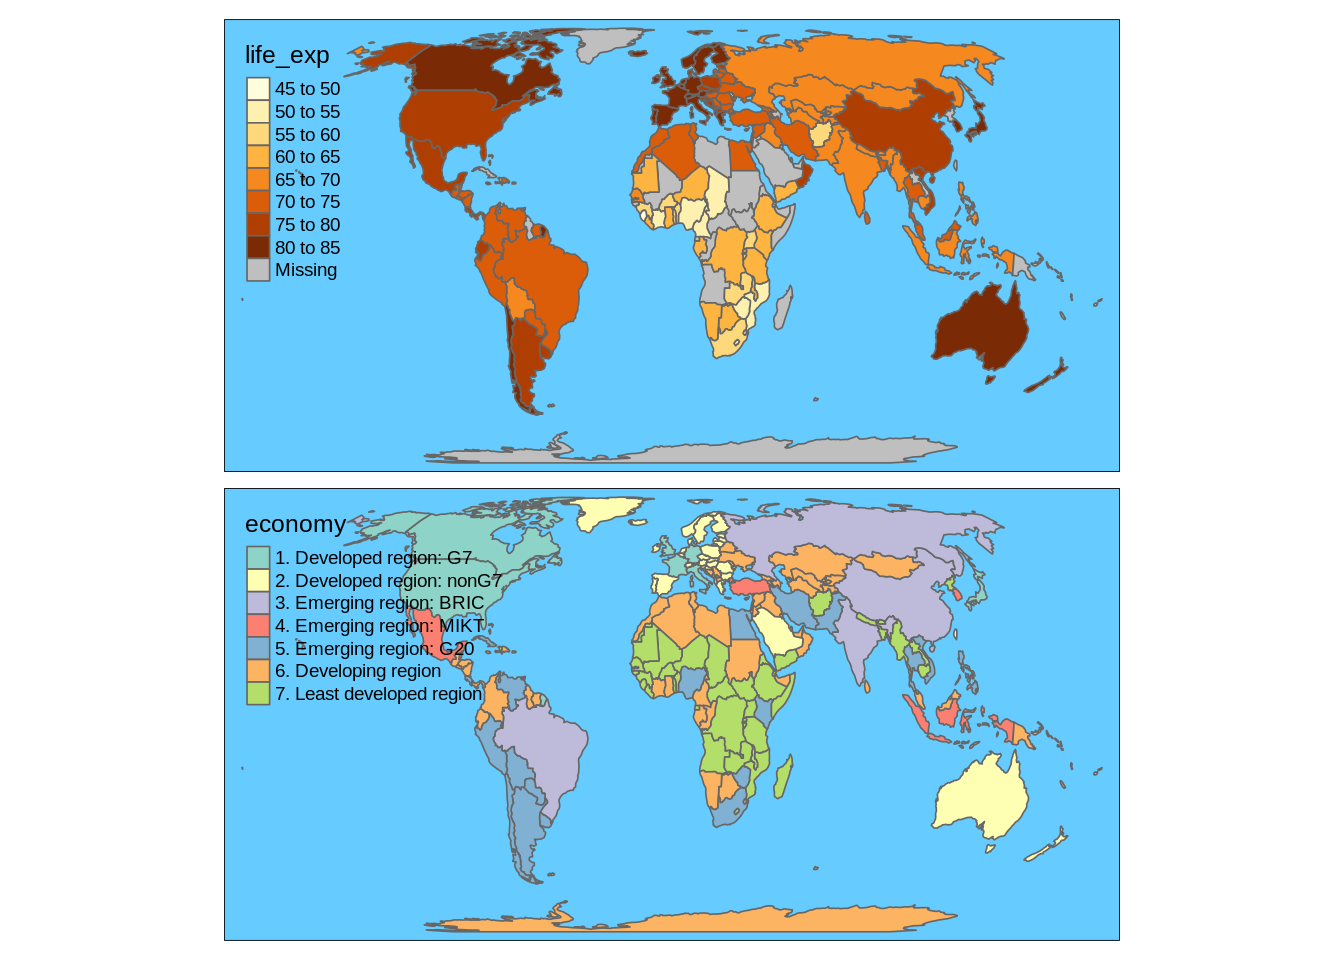 life_exp
45 to 50
50 to 55
55 to 60
60 to 65
65 to 70
70 to 75
75 to 80
80 to 85
Missing
economy
1. Developed region: G7
2. Developed region: nonG7
3. Emerging region: BRIC
4. Emerging region: MIKT
5. Emerging region: G20
6. Developing region
7. Least developed region